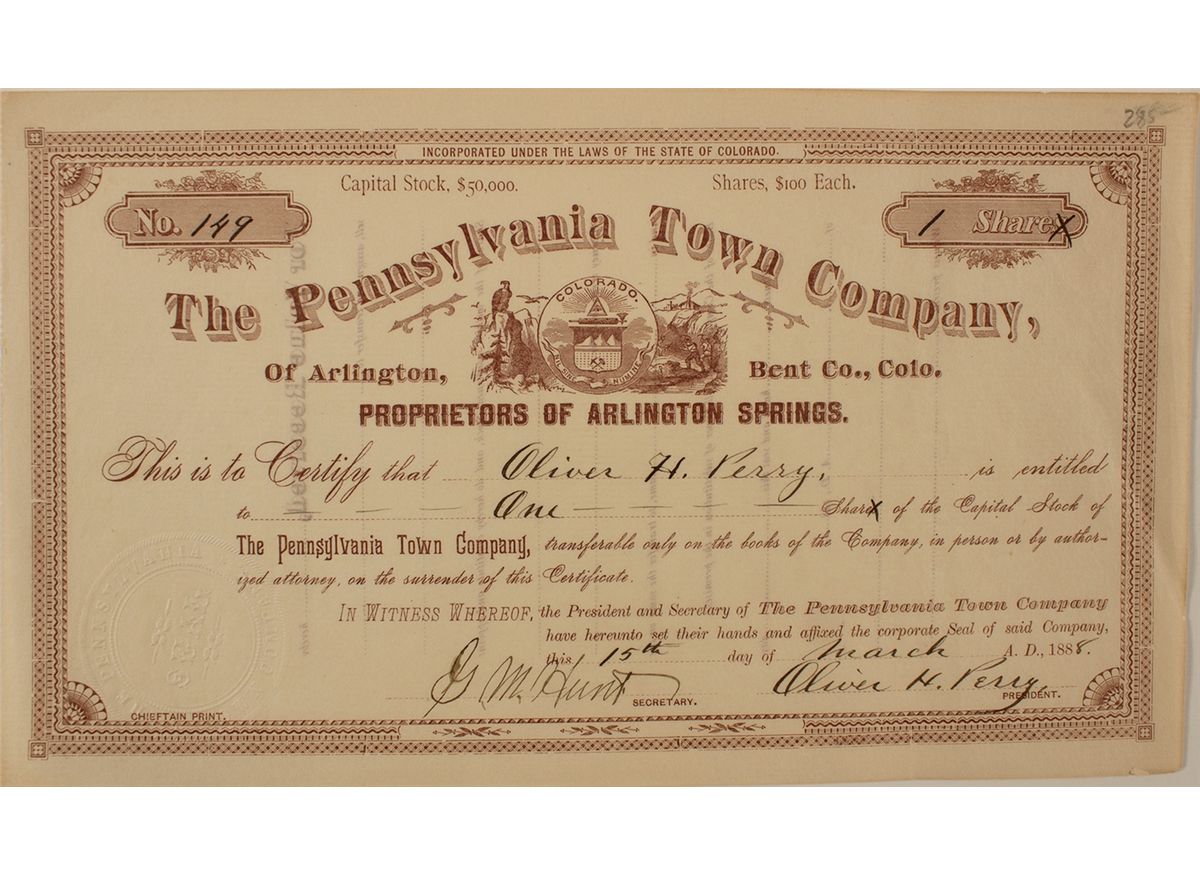 285
INCORPORATED UNDER THE LAWS OF THE STATE OF COLORADO.
Capital Stock, $50,000. Shares, $100 Each.
No. 149
1 Share
The Pennsylvania Town Company,
COLORADO.
NIL SINE NUMINE
Of Arlington, Bent Co., Colo.
PROPRIETORS OF ARLINGTON SPRINGS.
This is to Certify that Oliver H. Perry, is entitled
to One Share of the Capital Stock of
The Pennsylvania Town Company, transferable only on the books of the Company, in person or by author-
ized attorney, on the surrender of this Certificate.
IN WITNESS WHEREOF, the President and Secretary of The Pennsylvania Town Company
have hereunto set their hands and affixed the corporate Seal of said Company,
this 15th day of March A. D., 1888.
G M. Hunt SECRETARY. Oliver H. Perry, PRESIDENT.
CHIEFTAIN PRINT.